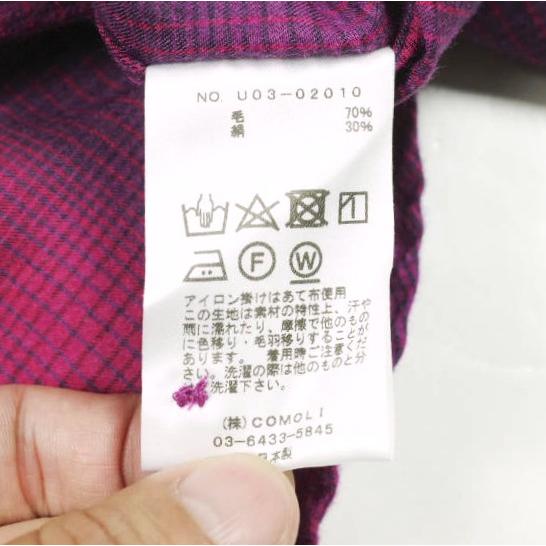 NO. U03-02010
毛 70%
絹 30%
F W
アイロン掛けはあて布使用
この生地は素材の特性上、汗や
雨に濡れたり、摩擦で他のもの
に色移り・毛羽移りすることが
あります。 着用時ご注意くだ
さい。洗濯の際は他のものと分
洗濯下さい。
(株) COMOLI
03-6433-5845
日本製